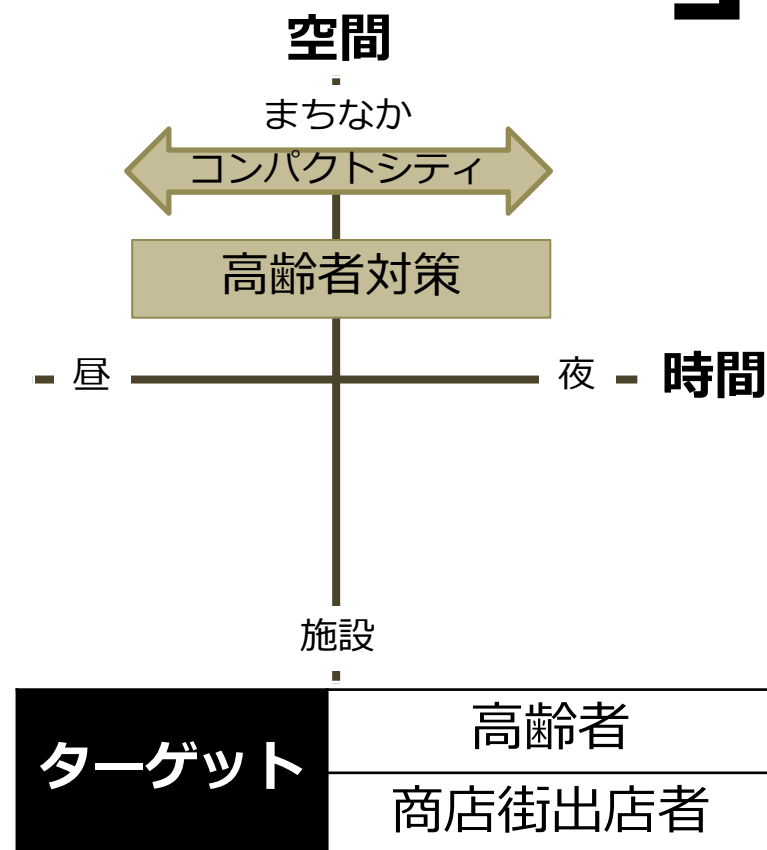 空間
まちなか
コンパクトシティ
高齢者対策
昼
夜
時間
施設
ターゲット
高齢者
商店街出店者